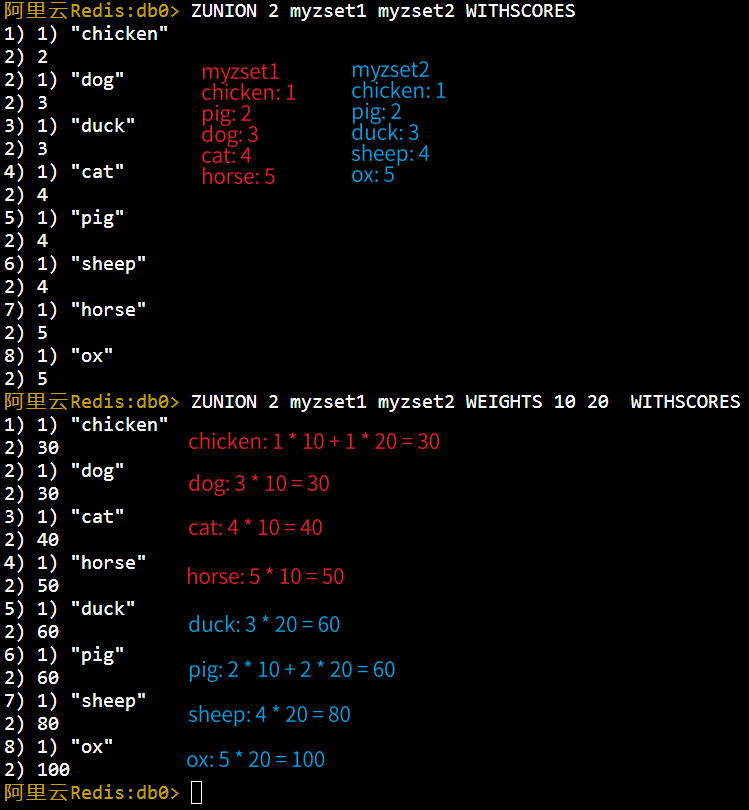 阿里云Redis:db0> ZUNION 2 myzset1 myzset2 WITHSCORES
1) 1) "chicken"
2) 2
2) 1) "dog"
2) 3
3) 1) "duck"
2) 3
4) 1) "cat"
2) 4
5) 1) "pig"
2) 4
6) 1) "sheep"
2) 4
7) 1) "horse"
2) 5
8) 1) "ox"
2) 5
myzset1
chicken: 1
pig: 2
dog: 3
cat: 4
horse: 5
myzset2
chicken: 1
pig: 2
duck: 3
sheep: 4
ox: 5
阿里云Redis:db0> ZUNION 2 myzset1 myzset2 WEIGHTS 10 20  WITHSCORES
1) 1) "chicken"
2) 30
chicken: 1 * 10 + 1 * 20 = 30
2) 1) "dog"
2) 30
dog: 3 * 10 = 30
3) 1) "cat"
2) 40
cat: 4 * 10 = 40
4) 1) "horse"
2) 50
horse: 5 * 10 = 50
5) 1) "duck"
2) 60
duck: 3 * 20 = 60
6) 1) "pig"
2) 60
pig: 2 * 10 + 2 * 20 = 60
7) 1) "sheep"
2) 80
sheep: 4 * 20 = 80
8) 1) "ox"
2) 100
ox: 5 * 20 = 100
阿里云Redis:db0>